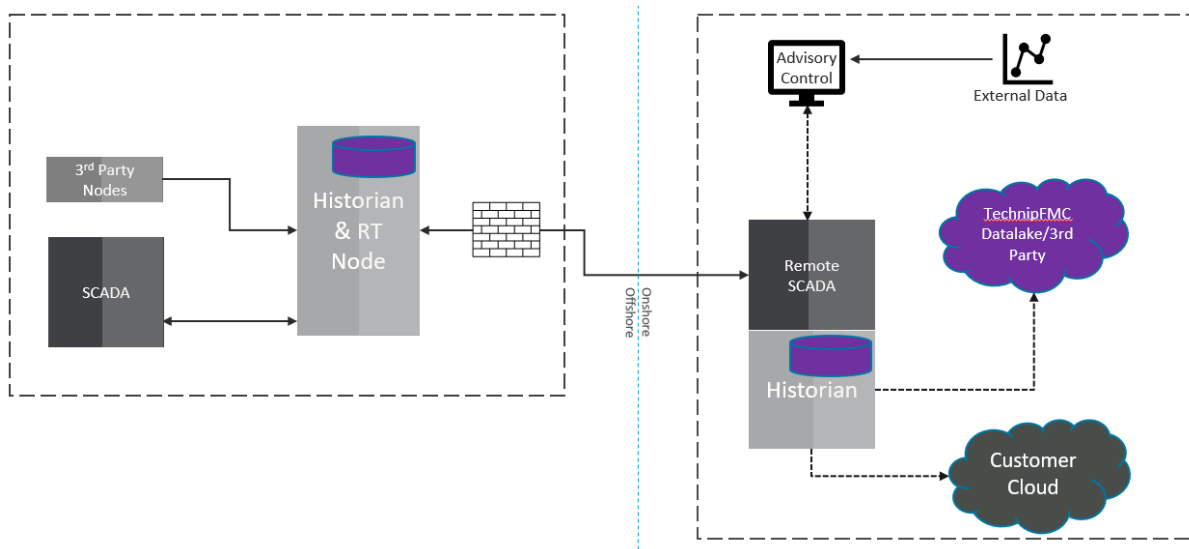 3rd Party
Nodes
SCADA
Historian
& RT
Node
Onshore
Offshore
Advisory
Control
External Data
Remote
SCADA
Historian
TechnipFMC
Datalake/3rd
Party
Customer
Cloud